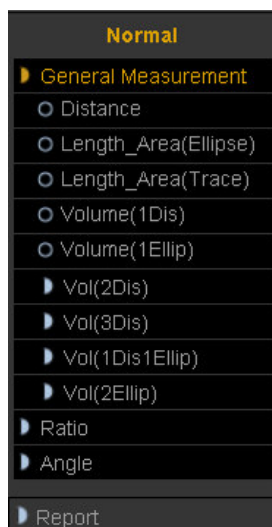 Normal
General Measurement
Distance
Length_Area(Ellipse)
Length_Area(Trace)
Volume(1Dis)
Volume(1Ellip)
Vol(2Dis)
Vol(3Dis)
Vol(1Dis1Ellip)
Vol(2Ellip)
Ratio
Angle
Report